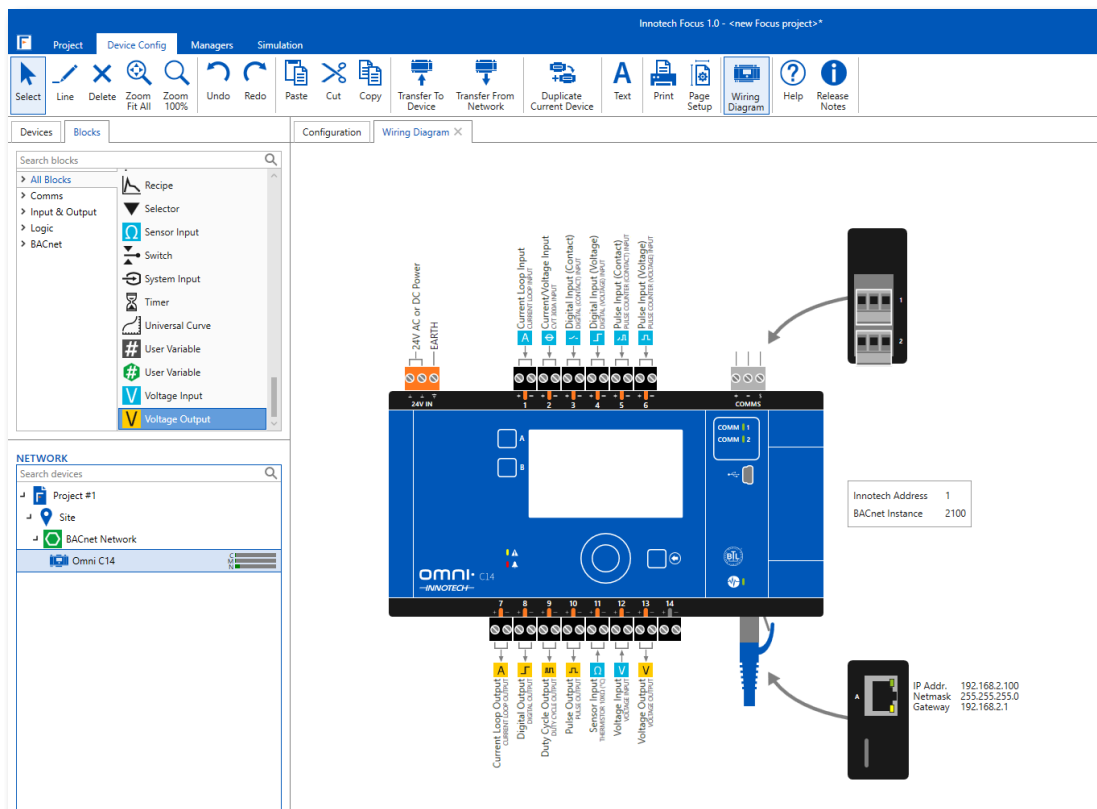 Innotech Focus 1.0 - <new Focus project>*
F
Project Device Config Managers Simulation
Select Line Delete Zoom Fit All Zoom 100% Undo Redo Paste Cut Copy Transfer To Device Transfer From Network Duplicate Current Device Text Print Page Setup Wiring Diagram Help Release Notes
Devices Blocks
Configuration Wiring Diagram
Search blocks
All Blocks
Comms
Input & Output
Logic
BACnet
Recipe
Selector
Sensor Input
Switch
System Input
Timer
Universal Curve
User Variable
User Variable
Voltage Input
Voltage Output
NETWORK
Search devices
Project #1
Site
BACnet Network
Omni C14
C
M
N
24V AC or DC Power
EARTH
Current Loop Input
CURRENT LOOP INPUT
Current/Voltage Input
CVT 300A INPUT
Digital Input (Contact)
DIGITAL (CONTACT) INPUT
Digital Input (Voltage)
DIGITAL (VOLTAGE) INPUT
Pulse Input (Contact)
PULSE COUNTER (CONTACT) INPUT
Pulse Input (Voltage)
PULSE COUNTER (VOLTAGE) INPUT
24V IN
1 2 3 4 5 6
COMMS
COMM 1
COMM 2
A
B
OMNI C14
INNOTECH
BTL
7 8 9 10 11 12 13 14
Current Loop Output
CURRENT LOOP OUTPUT
Digital Output
DIGITAL OUTPUT
Duty Cycle Output
DUTY CYCLE OUTPUT
Pulse Output
PULSE OUTPUT
Sensor Input
THERMISTOR 10KΩ (°C)
Voltage Input
VOLTAGE INPUT
Voltage Output
VOLTAGE OUTPUT
1
2
Innotech Address 1
BACnet Instance 2100
A
IP Addr. 192.168.2.100
Netmask 255.255.255.0
Gateway 192.168.2.1